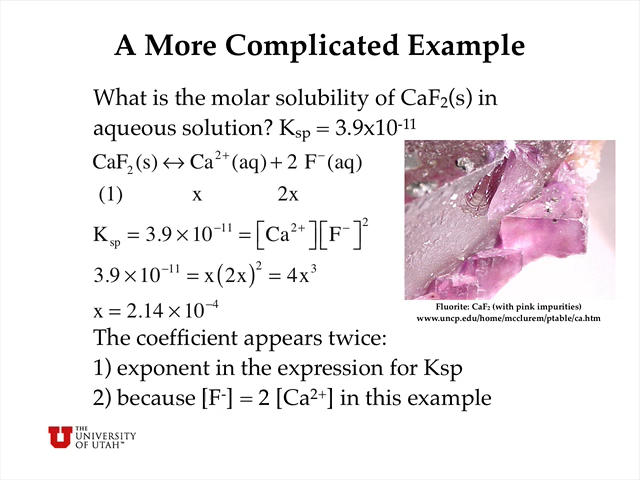 A More Complicated Example
What is the molar solubility of CaF₂(s) in
aqueous solution? Kₛₚ = 3.9x10⁻¹¹
CaF₂(s) ↔ Ca²⁺(aq) + 2 F⁻(aq)
(1) x 2x
Kₛₚ = 3.9 × 10⁻¹¹ = [Ca²⁺][F⁻]²
3.9 × 10⁻¹¹ = x(2x)² = 4x³
x = 2.14 × 10⁻⁴
Fluorite: CaF₂ (with pink impurities)
www.uncp.edu/home/mcclurem/ptable/ca.htm
The coefficient appears twice:
1) exponent in the expression for Ksp
2) because [F⁻] = 2 [Ca²⁺] in this example
U
THE
UNIVERSITY
OF UTAH™